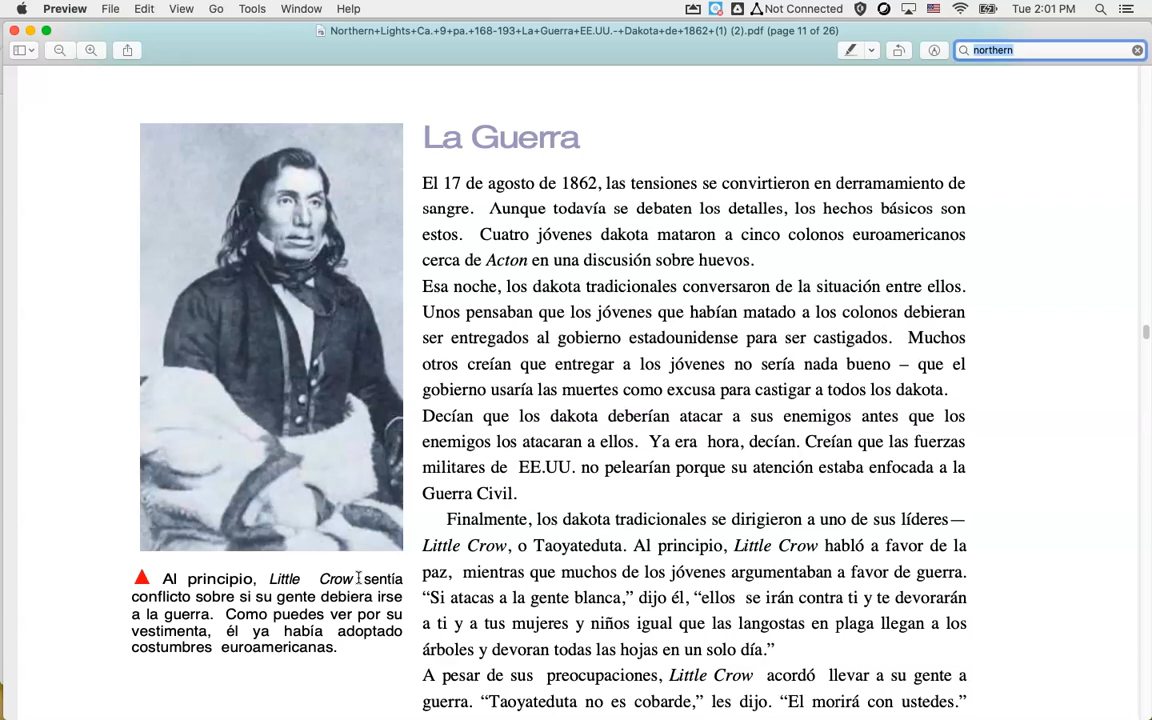 Preview File Edit View Go Tools Window Help Not Connected Tue 2:01 PM
Northern+Lights+Ca.+9+pa.+168-193+La+Guerra+EE.UU.-+Dakota+de+1862+(1) (2).pdf (page 11 of 26)
northern
La Guerra
El 17 de agosto de 1862, las tensiones se convirtieron en derramamiento de
sangre. Aunque todavía se debaten los detalles, los hechos básicos son
estos. Cuatro jóvenes dakota mataron a cinco colonos euroamericanos
cerca de Acton en una discusión sobre huevos.
Esa noche, los dakota tradicionales conversaron de la situación entre ellos.
Unos pensaban que los jóvenes que habían matado a los colonos debieran
ser entregados al gobierno estadounidense para ser castigados. Muchos
otros creían que entregar a los jóvenes no sería nada bueno – que el
gobierno usaría las muertes como excusa para castigar a todos los dakota.
Decían que los dakota deberían atacar a sus enemigos antes que los
enemigos los atacaran a ellos. Ya era hora, decían. Creían que las fuerzas
militares de EE.UU. no pelearían porque su atención estaba enfocada a la
Guerra Civil.
Finalmente, los dakota tradicionales se dirigieron a uno de sus líderes—
Little Crow, o Taoyateduta. Al principio, Little Crow habló a favor de la
paz, mientras que muchos de los jóvenes argumentaban a favor de guerra.
“Si atacas a la gente blanca,” dijo él, “ellos se irán contra ti y te devorarán
a ti y a tus mujeres y niños igual que las langostas en plaga llegan a los
árboles y devoran todas las hojas en un solo día.”
A pesar de sus preocupaciones, Little Crow acordó llevar a su gente a
guerra. “Taoyateduta no es cobarde,” les dijo. “El morirá con ustedes.”
Al principio, Little Crow sentía
conflicto sobre si su gente debiera irse
a la guerra. Como puedes ver por su
vestimenta, él ya había adoptado
costumbres euroamericanas.